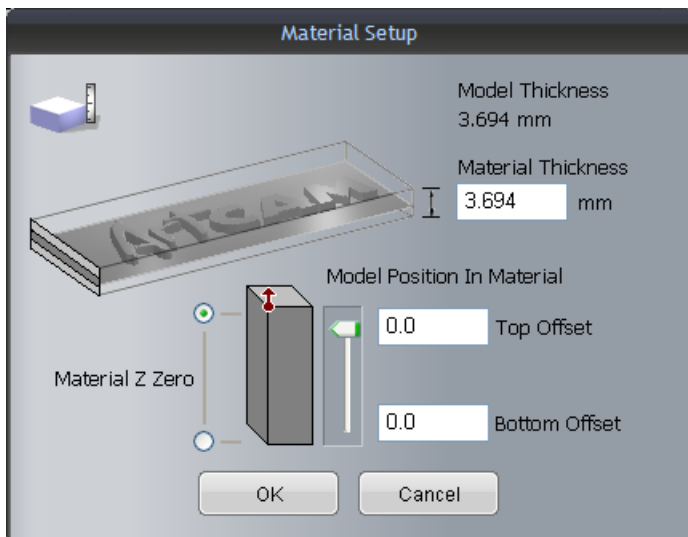 Material Setup
Model Thickness
3.694 mm
Material Thickness
3.694 mm
ArtCAM
Model Position In Material
0.0 Top Offset
Material Z Zero
0.0 Bottom Offset
OK Cancel